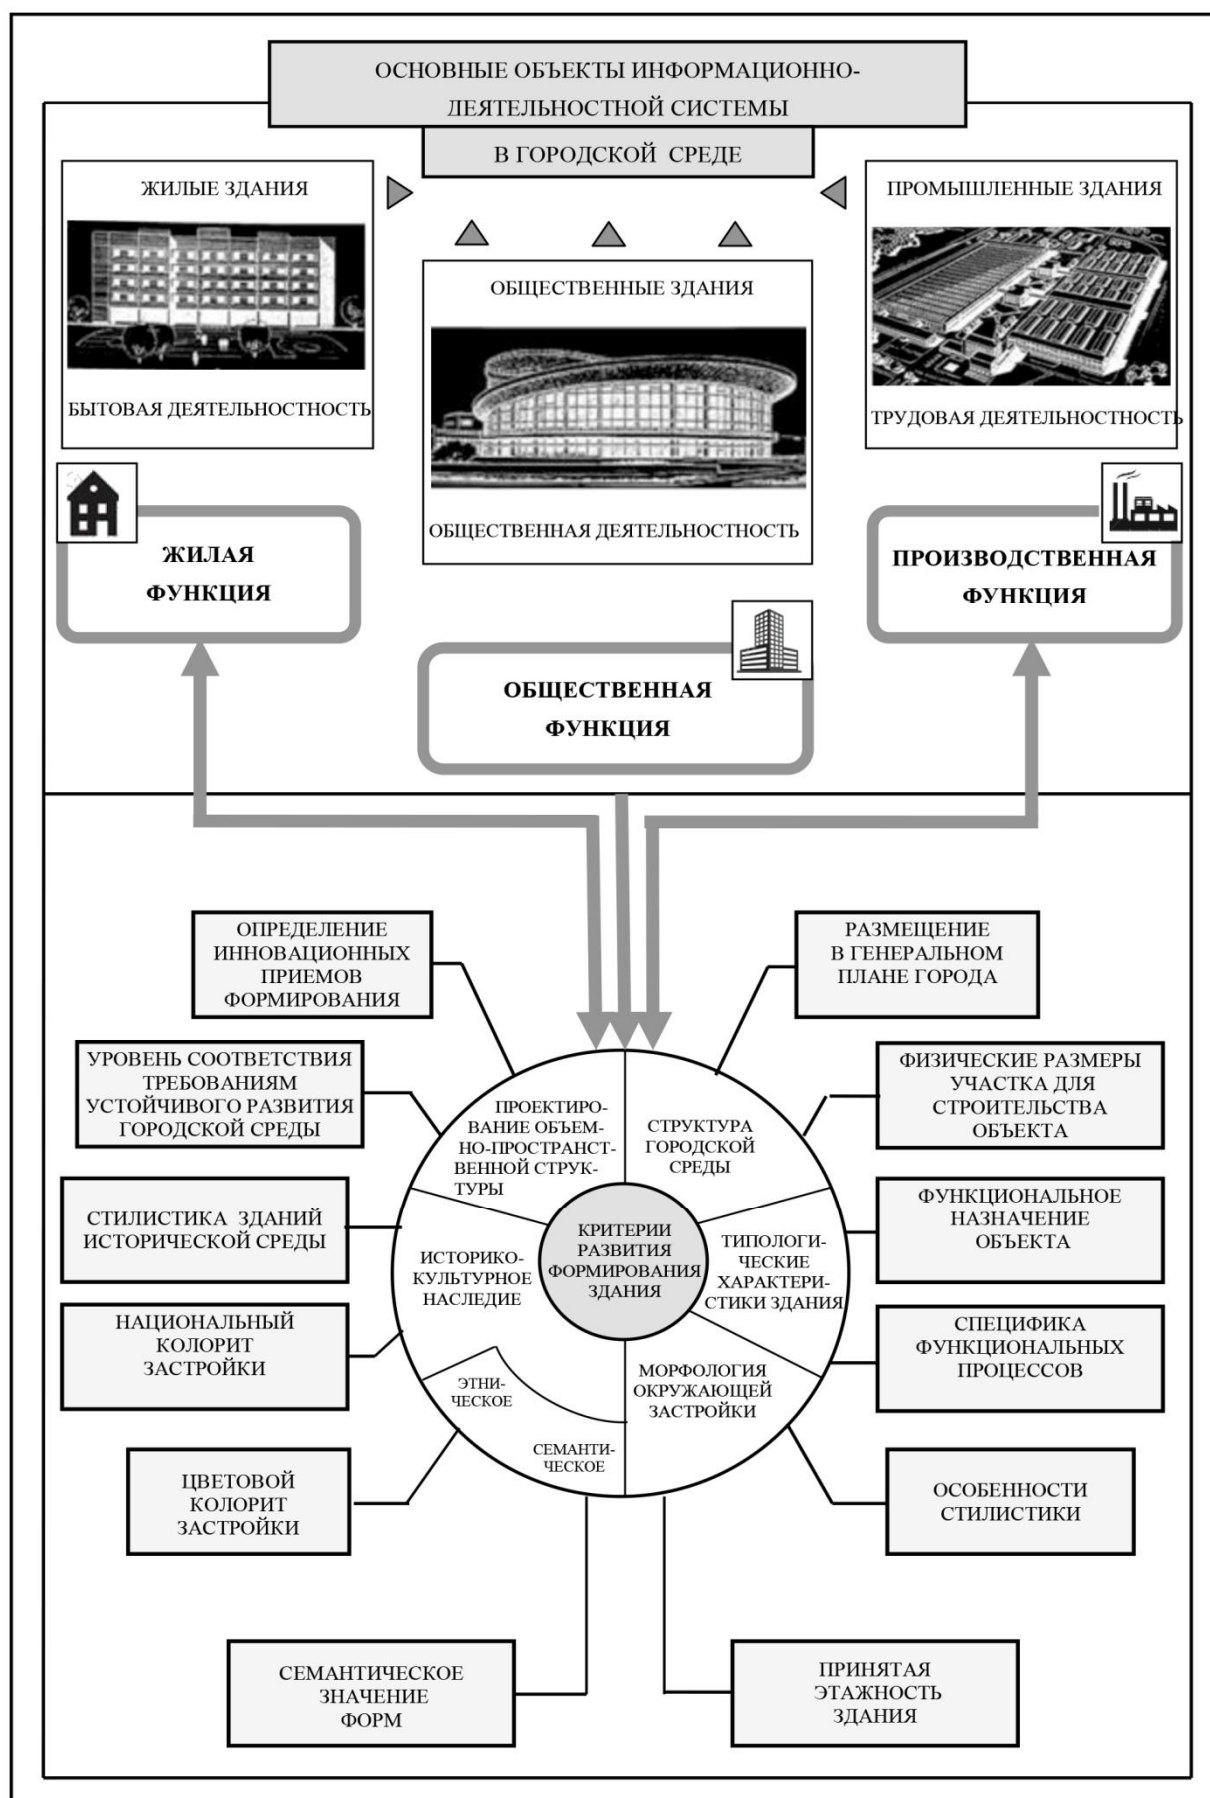 ОСНОВНЫЕ ОБЪЕКТЫ ИНФОРМАЦИОННО-
ДЕЯТЕЛЬНОСТНОЙ СИСТЕМЫ
В ГОРОДСКОЙ СРЕДЕ
ЖИЛЫЕ ЗДАНИЯ
БЫТОВАЯ ДЕЯТЕЛЬНОСТНОСТЬ
ОБЩЕСТВЕННЫЕ ЗДАНИЯ
ОБЩЕСТВЕННАЯ ДЕЯТЕЛЬНОСТНОСТЬ
ПРОМЫШЛЕННЫЕ ЗДАНИЯ
ТРУДОВАЯ ДЕЯТЕЛЬНОСТНОСТЬ
ЖИЛАЯ
ФУНКЦИЯ
ОБЩЕСТВЕННАЯ
ФУНКЦИЯ
ПРОИЗВОДСТВЕННАЯ
ФУНКЦИЯ
ОПРЕДЕЛЕНИЕ
ИННОВАЦИОННЫХ
ПРИЕМОВ
ФОРМИРОВАНИЯ
УРОВЕНЬ СООТВЕТСТВИЯ
ТРЕБОВАНИЯМ
УСТОЙЧИВОГО РАЗВИТИЯ
ГОРОДСКОЙ СРЕДЫ
СТИЛИСТИКА ЗДАНИЙ
ИСТОРИЧЕСКОЙ СРЕДЫ
НАЦИОНАЛЬНЫЙ
КОЛОРИТ
ЗАСТРОЙКИ
ЦВЕТОВОЙ
КОЛОРИТ
ЗАСТРОЙКИ
СЕМАНТИЧЕСКОЕ
ЗНАЧЕНИЕ
ФОРМ
ПРОЕКТИРО-
ВАНИЕ ОБЪЕМ-
НО-ПРОСТРАНСТ-
ВЕННОЙ СТРУК-
ТУРЫ
СТРУКТУРА
ГОРОДСКОЙ
СРЕДЫ
ИСТОРИКО-
КУЛЬТУРНОЕ
НАСЛЕДИЕ
КРИТЕРИИ
РАЗВИТИЯ
ФОРМИРОВАНИЯ
ЗДАНИЯ
ТИПОЛОГИ-
ЧЕСКИЕ
ХАРАКТЕРИ-
СТИКИ ЗДАНИЯ
ЭТНИ-
ЧЕСКОЕ
СЕМАНТИ-
ЧЕСКОЕ
МОРФОЛОГИЯ
ОКРУЖАЮЩЕЙ
ЗАСТРОЙКИ
РАЗМЕЩЕНИЕ
В ГЕНЕРАЛЬНОМ
ПЛАНЕ ГОРОДА
ФИЗИЧЕСКИЕ РАЗМЕРЫ
УЧАСТКА ДЛЯ
СТРОИТЕЛЬСТВА
ОБЪЕКТА
ФУНКЦИОНАЛЬНОЕ
НАЗНАЧЕНИЕ
ОБЪЕКТА
СПЕЦИФИКА
ФУНКЦИОНАЛЬНЫХ
ПРОЦЕССОВ
ОСОБЕННОСТИ
СТИЛИСТИКИ
ПРИНЯТАЯ
ЭТАЖНОСТЬ
ЗДАНИЯ